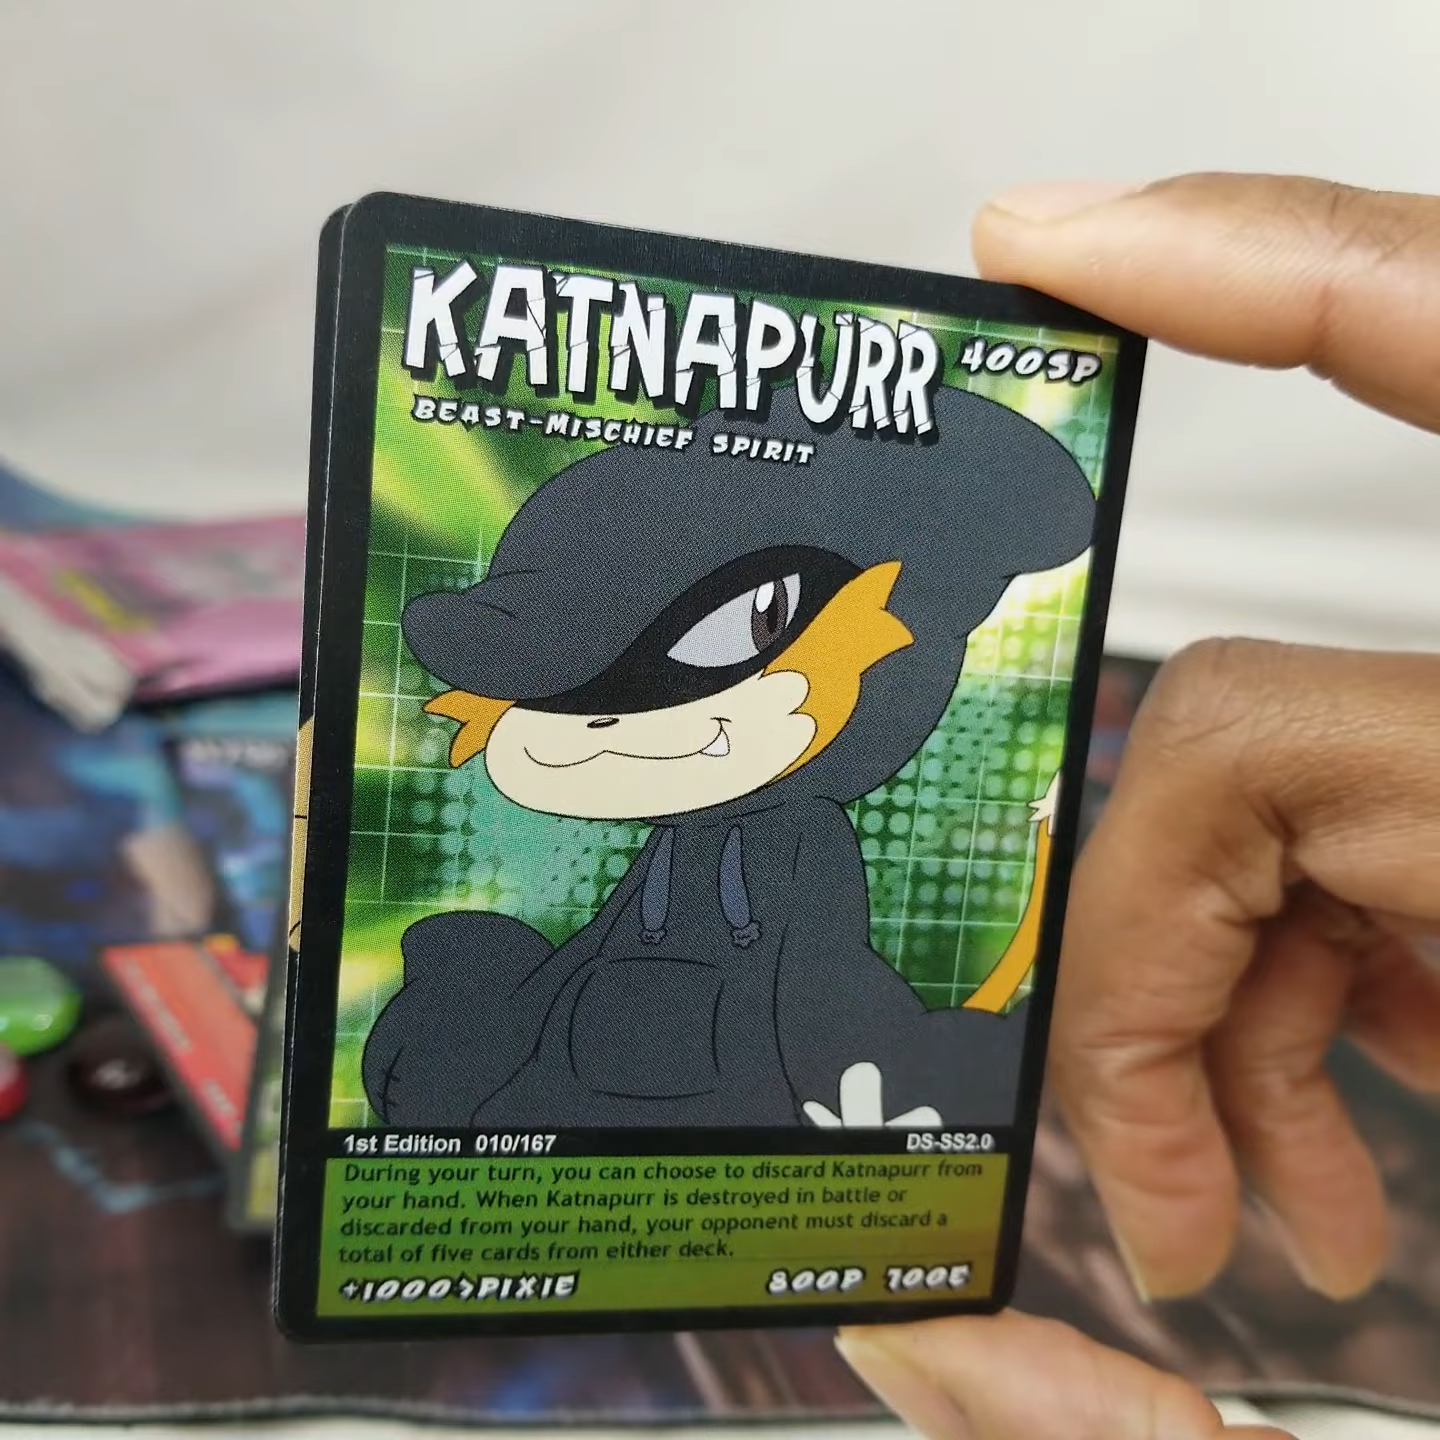 KATNAPURR
400SP
BEAST-MISCHIEF SPIRIT
1st Edition 010/167
DS-SS2.0
During your turn, you can choose to discard Katnapurr from
your hand. When Katnapurr is destroyed in battle or
discarded from your hand, your opponent must discard a
total of five cards from either deck.
+1000>PIXIE
800P 700E